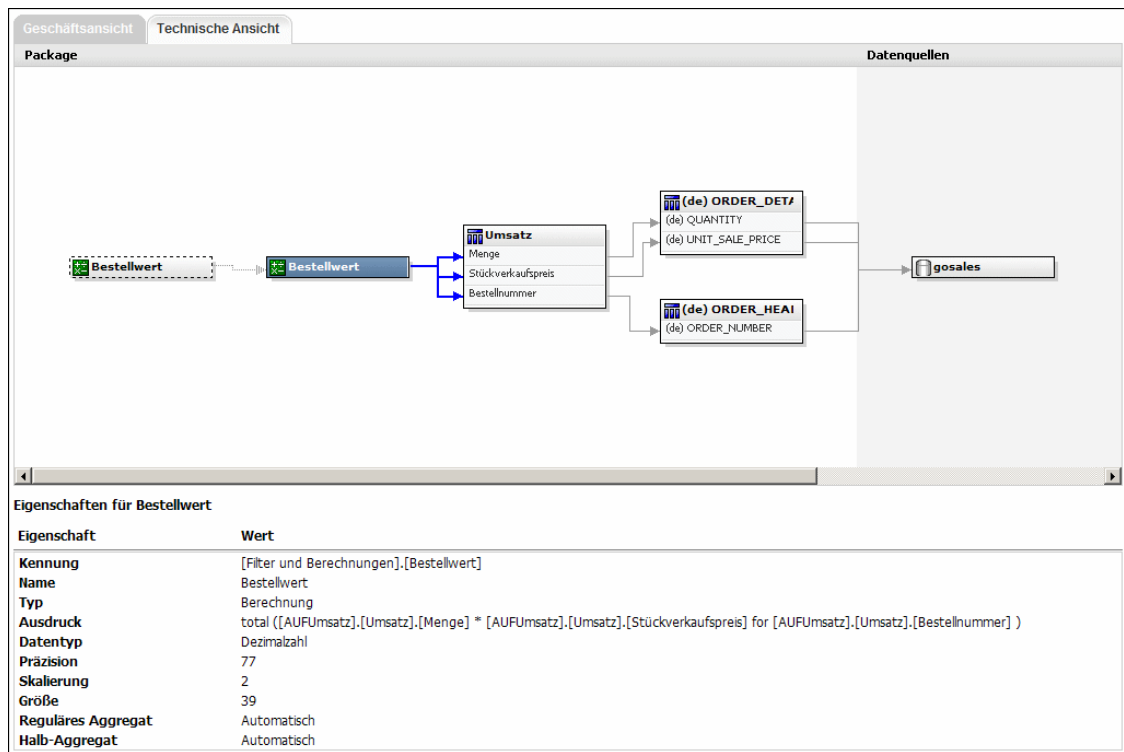 Geschäftsansicht Technische Ansicht
Package Datenquellen
(de) ORDER_DETA
(de) QUANTITY
(de) UNIT_SALE_PRICE
Umsatz
Menge
Stückverkaufspreis
Bestellnummer
Bestellwert
Bestellwert
gosales
(de) ORDER_HEAI
(de) ORDER_NUMBER
Eigenschaften für Bestellwert
Eigenschaft Wert
Kennung [Filter und Berechnungen].[Bestellwert]
Name Bestellwert
Typ Berechnung
Ausdruck total ([AUFUmsatz].[Umsatz].[Menge] * [AUFUmsatz].[Umsatz].[Stückverkaufspreis] for [AUFUmsatz].[Umsatz].[Bestellnummer] )
Datentyp Dezimalzahl
Präzision 77
Skalierung 2
Größe 39
Reguläres Aggregat Automatisch
Halb-Aggregat Automatisch